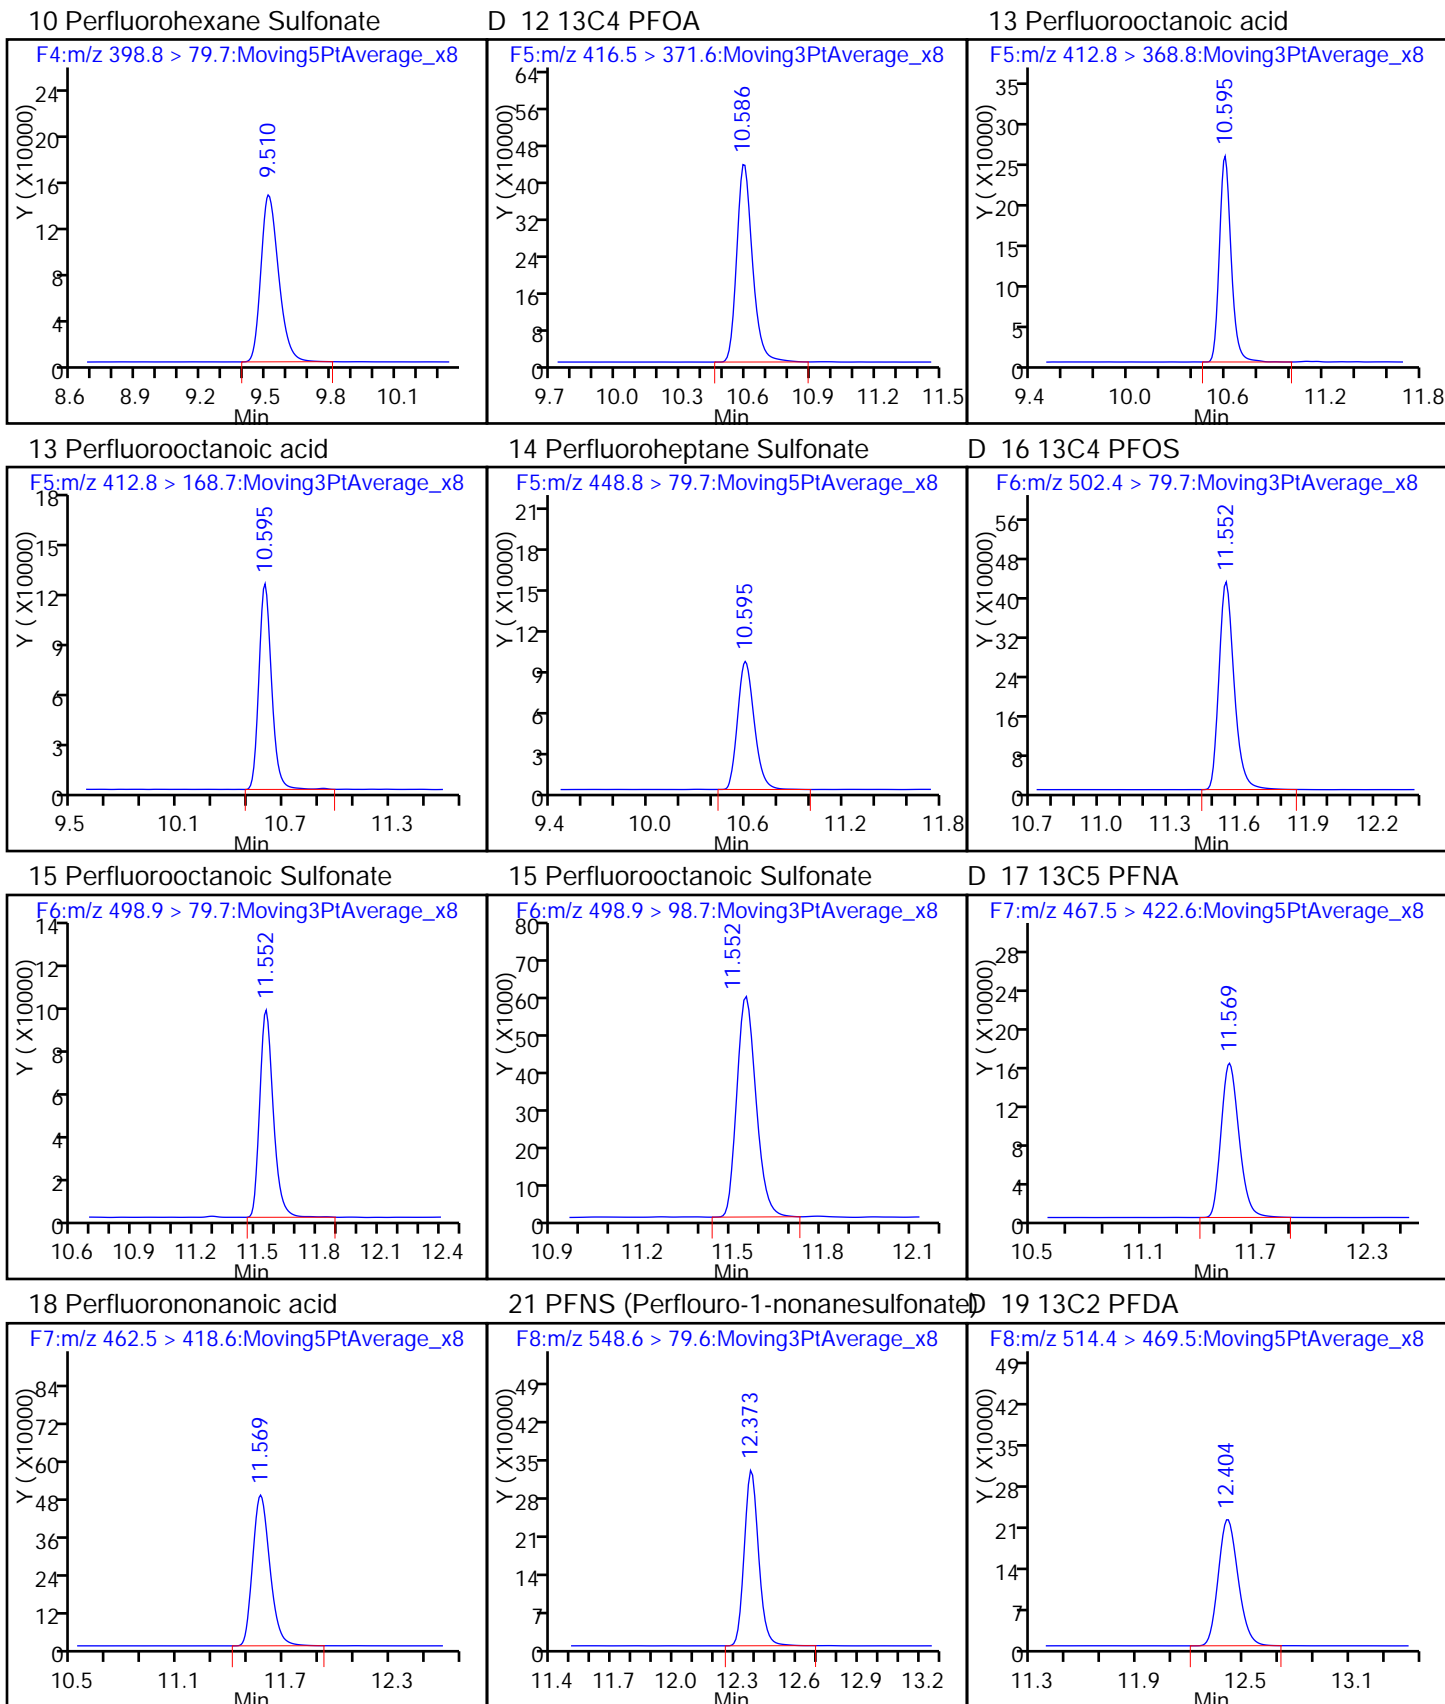 10 Perfluorohexane Sulfonate
F4:m/z 398.8 > 79.7:Moving5PtAverage_x8
Y ( X10000)
24
20
16
12
8
4
0
9.510
8.6 8.9 9.2 9.5 9.8 10.1
Min
D 12 13C4 PFOA
F5:m/z 416.5 > 371.6:Moving3PtAverage_x8
Y ( X10000)
64
56
48
40
32
24
16
8
0
10.586
9.7 10.0 10.3 10.6 10.9 11.2 11.5
Min
13 Perfluorooctanoic acid
F5:m/z 412.8 > 368.8:Moving3PtAverage_x8
Y ( X10000)
35
30
25
20
15
10
5
0
10.595
9.4 10.0 10.6 11.2 11.8
Min
13 Perfluorooctanoic acid
F5:m/z 412.8 > 168.7:Moving3PtAverage_x8
Y ( X10000)
18
15
12
9
6
3
0
10.595
9.5 10.1 10.7 11.3
Min
14 Perfluoroheptane Sulfonate
F5:m/z 448.8 > 79.7:Moving5PtAverage_x8
Y ( X10000)
21
18
15
12
9
6
3
0
10.595
9.4 10.0 10.6 11.2 11.8
Min
D 16 13C4 PFOS
F6:m/z 502.4 > 79.7:Moving3PtAverage_x8
Y ( X10000)
56
48
40
32
24
16
8
0
11.552
10.7 11.0 11.3 11.6 11.9 12.2
Min
15 Perfluorooctanoic Sulfonate
F6:m/z 498.9 > 79.7:Moving3PtAverage_x8
Y ( X10000)
14
12
10
8
6
4
2
0
11.552
10.6 10.9 11.2 11.5 11.8 12.1 12.4
Min
15 Perfluorooctanoic Sulfonate
F6:m/z 498.9 > 98.7:Moving3PtAverage_x8
Y ( X1000)
80
70
60
50
40
30
20
10
0
11.552
10.9 11.2 11.5 11.8 12.1
Min
D 17 13C5 PFNA
F7:m/z 467.5 > 422.6:Moving5PtAverage_x8
Y ( X10000)
28
24
20
16
12
8
4
0
11.569
10.5 11.1 11.7 12.3
Min
18 Perfluorononanoic acid
F7:m/z 462.5 > 418.6:Moving5PtAverage_x8
Y ( X10000)
84
72
60
48
36
24
12
0
11.569
10.5 11.1 11.7 12.3
Min
21 PFNS (Perflouro-1-nonanesulfonate)
F8:m/z 548.6 > 79.6:Moving3PtAverage_x8
Y ( X10000)
49
42
35
28
21
14
7
0
12.373
11.4 11.7 12.0 12.3 12.6 12.9 13.2
Min
D 19 13C2 PFDA
F8:m/z 514.4 > 469.5:Moving5PtAverage_x8
Y ( X10000)
49
42
35
28
21
14
7
0
12.404
11.3 11.9 12.5 13.1
Min